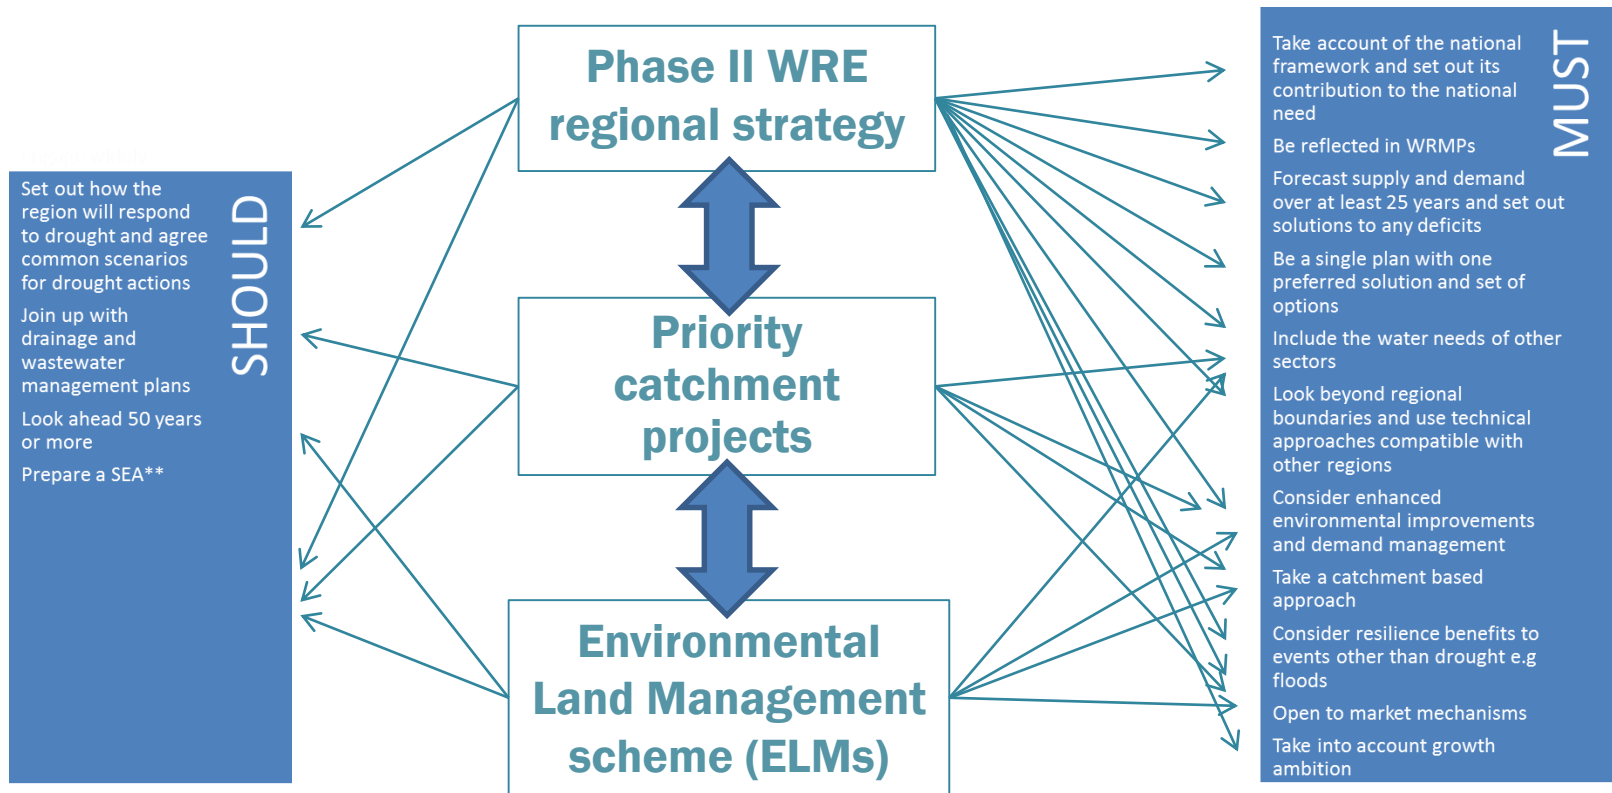 Phase II WRE
regional strategy
Priority
catchment
projects
Environmental
Land Management
scheme (ELMs)
SHOULD
Set out how the
region will respond
to drought and agree
common scenarios
for drought actions
Join up with
drainage and
wastewater
management plans
Look ahead 50 years
or more
Prepare a SEA**
MUST
Take account of the national
framework and set out its
contribution to the national
need
Be reflected in WRMPs
Forecast supply and demand
over at least 25 years and set out
solutions to any deficits
Be a single plan with one
preferred solution and set of
options
Include the water needs of other
sectors
Look beyond regional
boundaries and use technical
approaches compatible with
other regions
Consider enhanced
environmental improvements
and demand management
Take a catchment based
approach
Consider resilience benefits to
events other than drought e.g
floods
Open to market mechanisms
Take into account growth
ambition